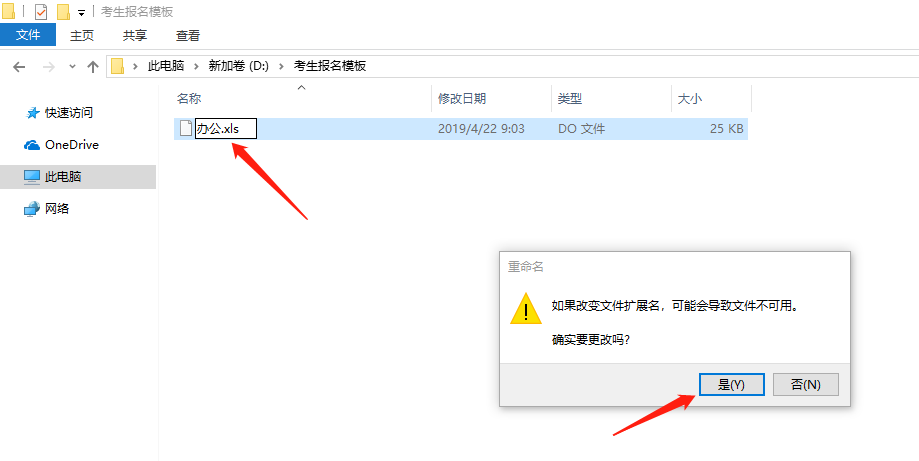 考生报名模板
文件 主页 共享 查看
此电脑 新加卷 (D:) 考生报名模板
名称 修改日期 类型 大小
快速访问
办公.xls 2019/4/22 9:03 DO 文件 25 KB
OneDrive
此电脑
网络
重命名
如果改变文件扩展名，可能会导致文件不可用。
确实要更改吗?
是(Y) 否(N)